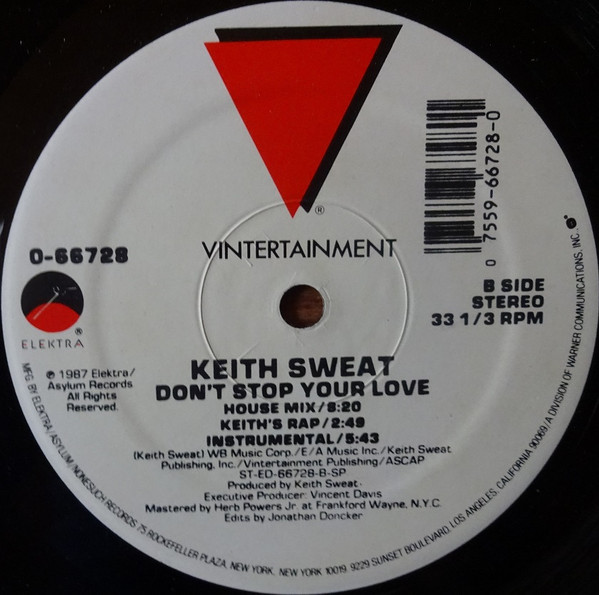 ®
VINTERTAINMENT
0-66728
0 7559-66728-0
B SIDE
STEREO
33 1/3 RPM
®
ELEKTRA
℗ 1987 Elektra/
Asylum Records
All Rights
Reserved.
KEITH SWEAT
DON'T STOP YOUR LOVE
HOUSE MIX/8:20
KEITH'S RAP/2:49
INSTRUMENTAL/5:43
(Keith Sweat) WB Music Corp./E/A Music Inc./Keith Sweat
Publishing, Inc./Vintertainment Publishing/ASCAP
ST-ED-66728-B-SP
Produced by Keith Sweat
Executive Producer: Vincent Davis
Mastered by Herb Powers Jr. at Frankford Wayne, N.Y.C.
Edits by Jonathan Doncker
MFG. BY ELEKTRA/ASYLUM/NONESUCH RECORDS, 75 ROCKEFELLER PLAZA, NEW YORK, NEW YORK 10019, 9229 SUNSET BOULEVARD, LOS ANGELES, CALIFORNIA 90069/A DIVISION OF WARNER COMMUNICATIONS, INC.